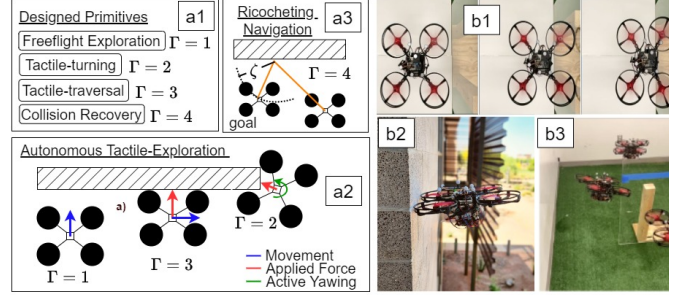 Designed Primitives
a1
Freeflight Exploration Γ = 1
Tactile-turning Γ = 2
Tactile-traversal Γ = 3
Collision Recovery Γ = 4
Ricocheting
Navigation
a3
ζ
Γ = 4
goal
Autonomous Tactile-Exploration
a2
a)
Γ = 1
Γ = 3
Γ = 2
Movement
Applied Force
Active Yawing
b1
b2
b3